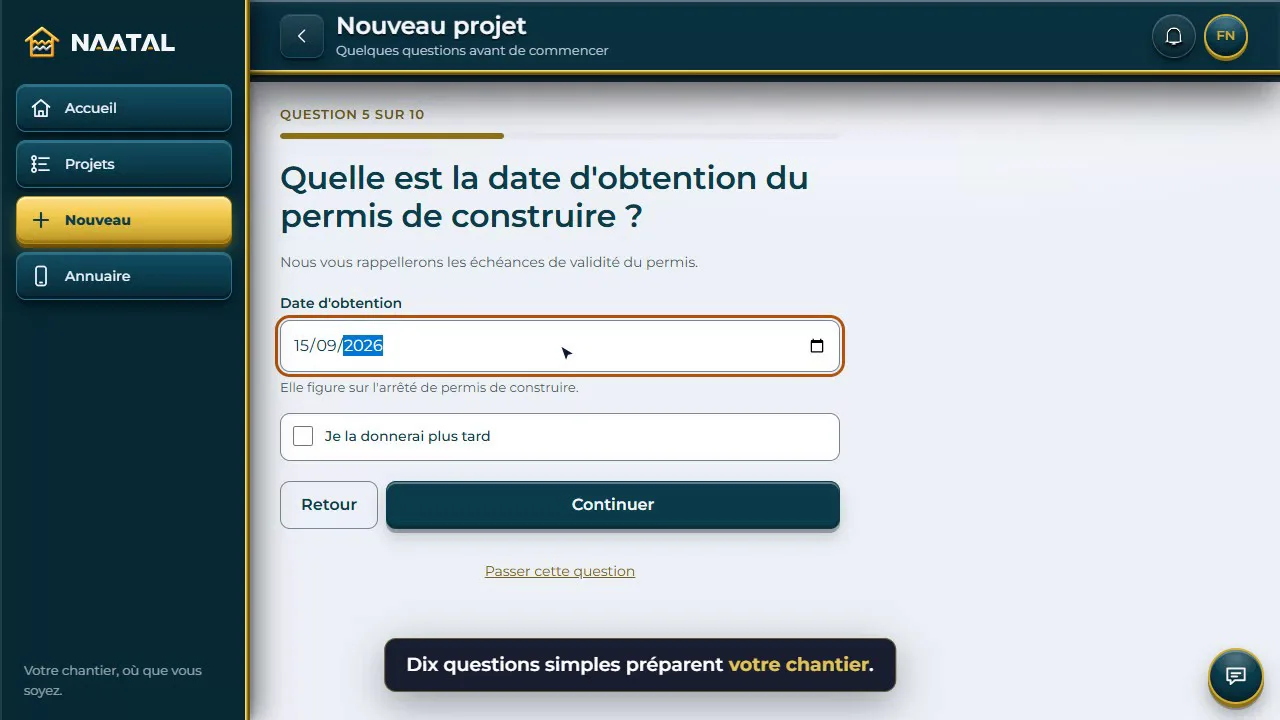 NAATAL
Accueil
Projets
Nouveau
Annuaire
Votre chantier, où que vous
soyez.
Nouveau projet
Quelques questions avant de commencer
FN
QUESTION 5 SUR 10
Quelle est la date d'obtention du
permis de construire ?
Nous vous rappellerons les échéances de validité du permis.
Date d'obtention
15/09/2026
Elle figure sur l'arrêté de permis de construire.
Je la donnerai plus tard
Retour
Continuer
Passer cette question
Dix questions simples préparent votre chantier.